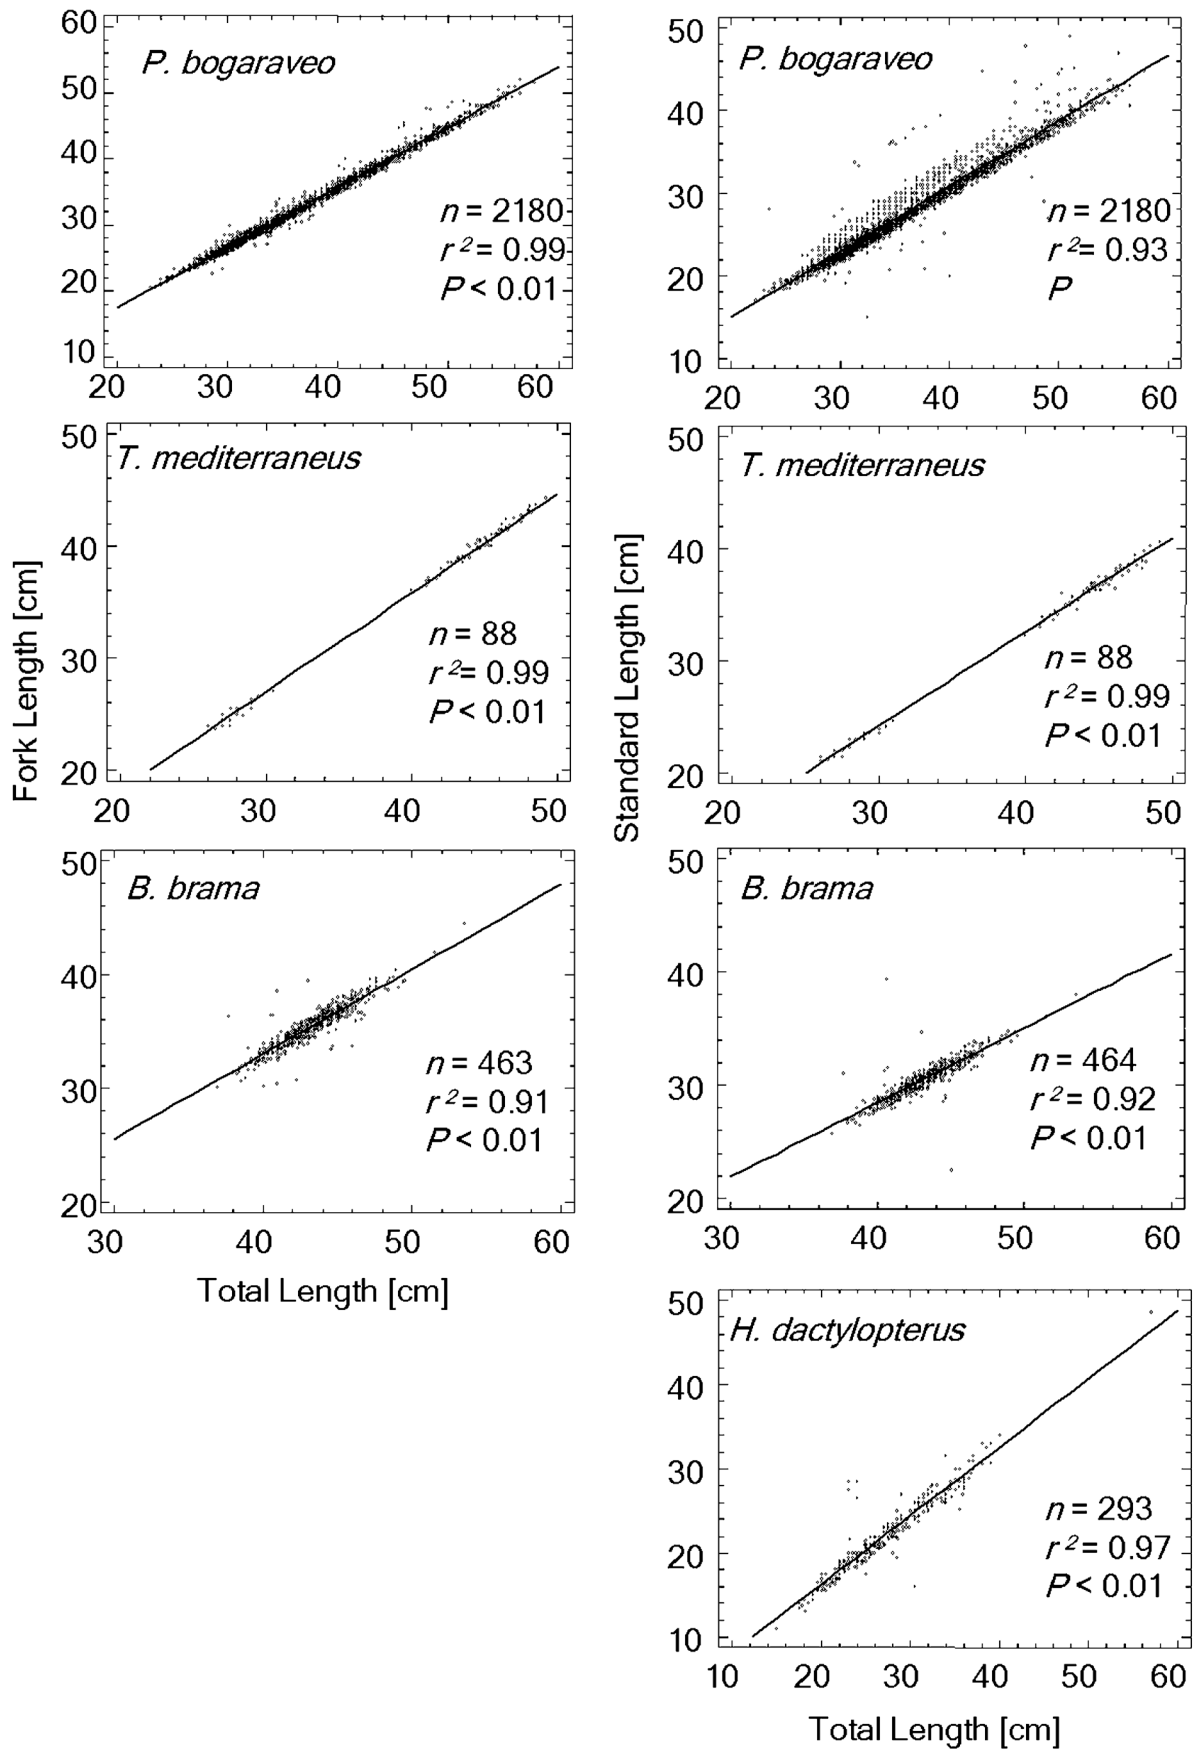 P. bogaraveo
n = 2180
r² = 0.99
P < 0.01
60
50
40
30
20
10
20 30 40 50 60
P. bogaraveo
n = 2180
r² = 0.93
P
50
40
30
20
10
20 30 40 50 60
T. mediterraneus
n = 88
r² = 0.99
P < 0.01
50
40
30
20
20 30 40 50
T. mediterraneus
n = 88
r² = 0.99
P < 0.01
50
40
30
20
20 30 40 50
Fork Length [cm]
Standard Length [cm]
B. brama
n = 463
r² = 0.91
P < 0.01
50
40
30
20
30 40 50 60
Total Length [cm]
B. brama
n = 464
r² = 0.92
P < 0.01
50
40
30
20
30 40 50 60
H. dactylopterus
n = 293
r² = 0.97
P < 0.01
50
40
30
20
10
10 20 30 40 50 60
Total Length [cm]